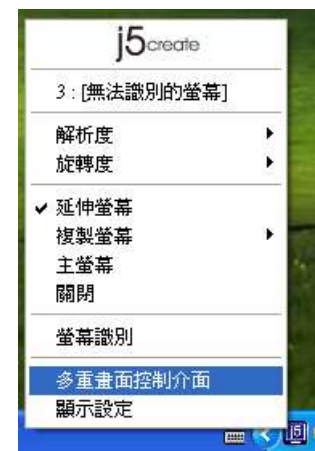 j5create
3 : [無法識別的螢幕]
解析度
旋轉度
延伸螢幕
複製螢幕
主螢幕
關閉
螢幕識別
多重畫面控制介面
顯示設定
j5